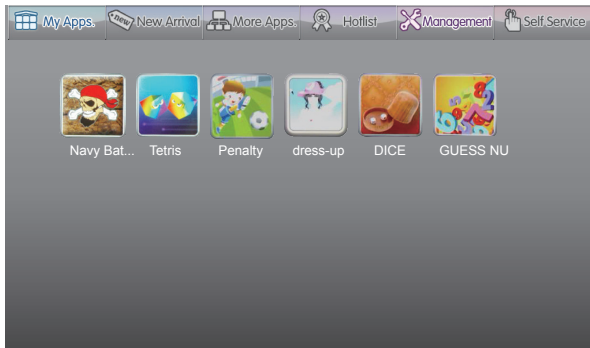 My Apps. New New Arrival More Apps. Hotlist Management Self Service
Navy Bat... Tetris Penalty dress-up DICE GUESS NU